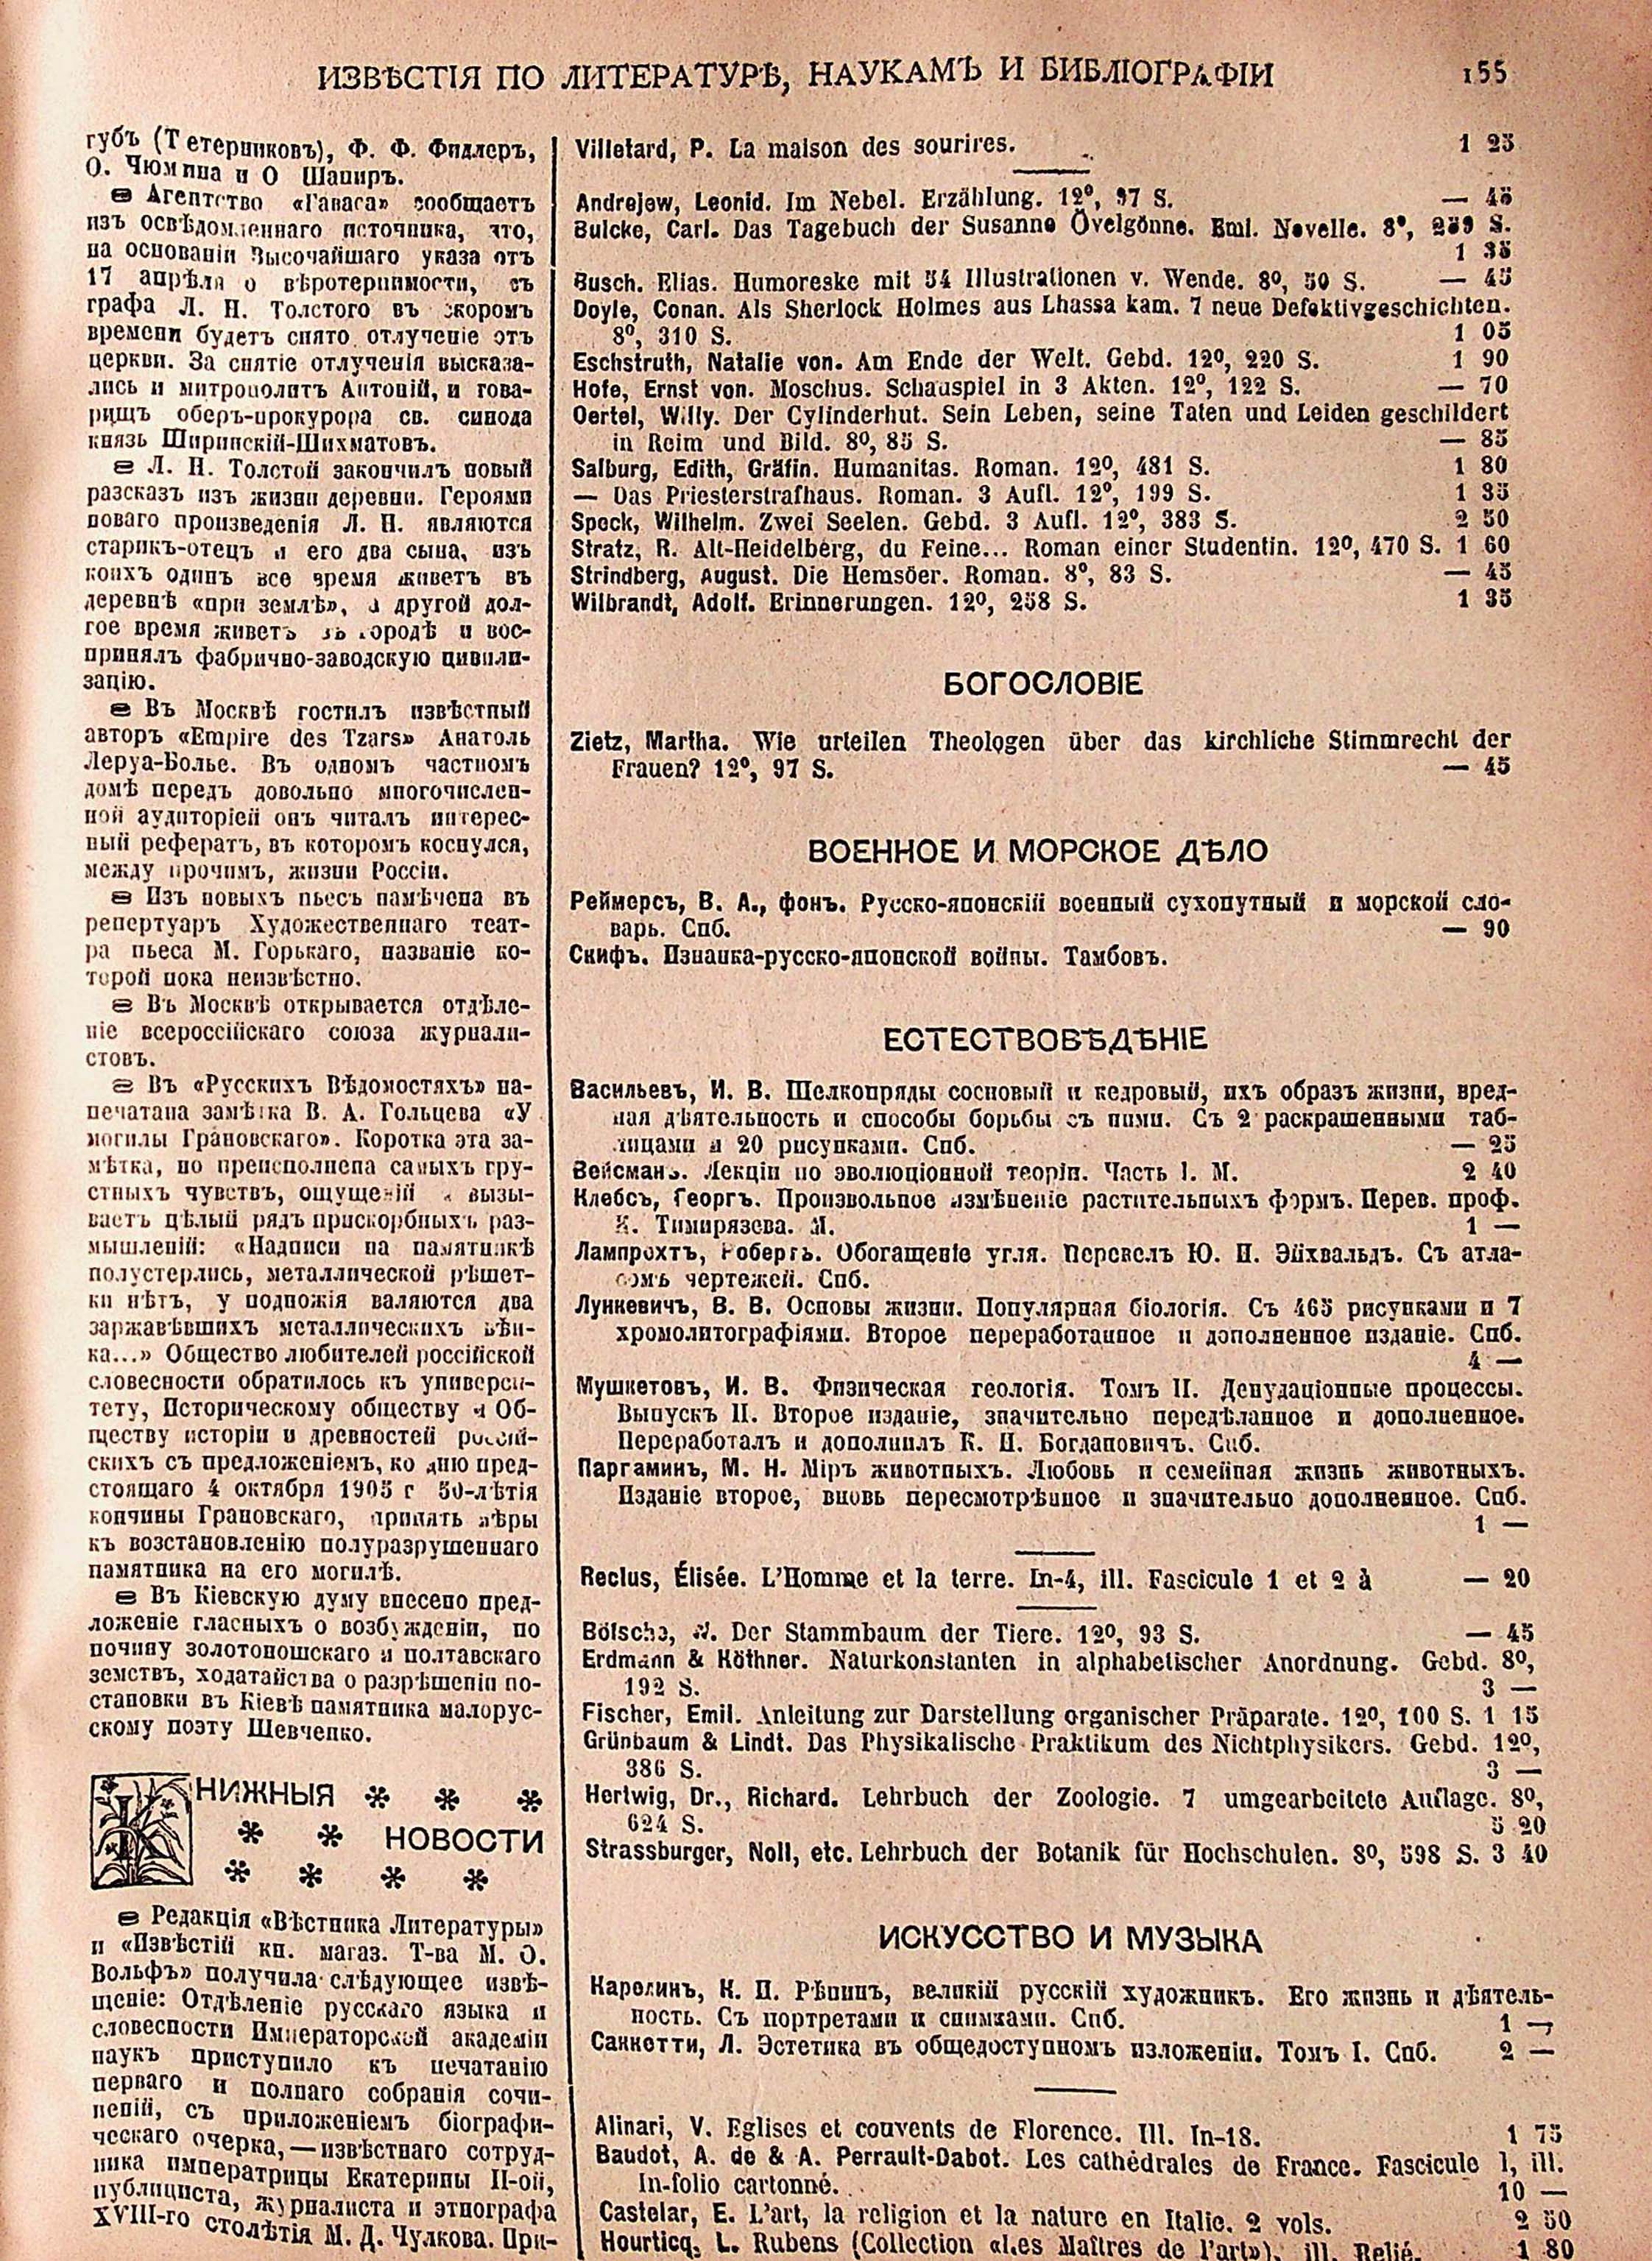 ИЗВѢСТІЯ ПО ЛИТЕРАТУРѢ, НАУКАМЪ И БИБЛІОГРАФІИ 155
губъ (Тетерниковъ), Ф. Ф. Фидлеръ,
О. Чюмина и О Шапиръ.
Агентство «Гаваса» сообщаетъ
изъ освѣдомленнаго источника, что,
на основаніи Высочайшаго указа отъ
17 апрѣля о вѣротерпимости, съ
графа Л. Н. Толстого въ скоромъ
времени будетъ снято отлученіе отъ
церкви. За снятіе отлученія высказа-
лись и митрополитъ Антоній, и това-
рищъ оберъ-прокурора св. синода
князь Ширинскій-Шихматовъ.
Л. Н. Толстой закончилъ новый
разсказъ изъ жизни деревни. Героями
новаго произведенія Л. Н. являются
старикъ-отецъ и его два сына, изъ
коихъ одинъ все время живетъ въ
деревнѣ «при землѣ», а другой дол-
гое время живетъ въ городѣ и вос-
принялъ фабрично-заводскую цивили-
зацію.
Въ Москвѣ гостилъ извѣстный
авторъ «Empire des Tzars» Анатоль
Леруа-Болье. Въ одномъ частномъ
домѣ передъ довольно многочислен-
ной аудиторіей онъ читалъ интерес-
ный рефератъ, въ которомъ коснулся,
между прочимъ, жизни Россіи.
Изъ новыхъ пьесъ намѣчена въ
репертуаръ Художественнаго теат-
ра пьеса М. Горькаго, названіе ко-
торой пока неизвѣстно.
Въ Москвѣ открывается отдѣле-
ніе всероссійскаго союза журнали-
стовъ.
Въ «Русскихъ Вѣдомостяхъ» на-
печатана замѣтка В. А. Гольцева «У
могилы Грановскаго». Коротка эта за-
мѣтка, но преисполнена самыхъ гру-
стныхъ чувствъ, ощущеній и вызы-
ваетъ цѣлый рядъ прискорбныхъ раз-
мышленій: «Надписи на памятникѣ
полустерлись, металлической рѣшет-
ки нѣтъ, у подножія валяются два
заржавѣвшихъ металлическихъ вѣн-
ка...» Общество любителей россійской
словесности обратилось къ универси-
тету, Историческому обществу и Об-
ществу исторіи и древностей россій-
скихъ съ предложеніемъ, ко дню пред-
стоящаго 4 октября 1905 г 50-лѣтія
кончины Грановскаго, принять мѣры
къ возстановленію полуразрушеннаго
памятника на его могилѣ.
Въ Кіевскую думу внесено пред-
ложеніе гласныхъ о возбужденіи, по
почину золотоношскаго и полтавскаго
земствъ, ходатайства о разрѣшеніи по-
становки въ Кіевѣ памятника малорус-
скому поэту Шевченко.
КНИЖНЫЯ
НОВОСТИ
Редакція «Вѣстника Литературы»
и «Извѣстій кн. магаз. Т-ва М. О.
Вольфъ» получила слѣдующее извѣ-
щеніе: Отдѣленіе русскаго языка и
словесности Императорской академіи
наукъ приступило къ печатанію
перваго и полнаго собранія сочи-
неній, съ приложеніемъ біографи-
ческаго очерка,—извѣстнаго сотруд-
ника императрицы Екатерины II-ой,
публициста, журналиста и этнографа
XVIII-го столѣтія М. Д. Чулкова. При-
Villetard, P. La maison des sourires. 1 25
Andrejew, Leonid. Im Nebel. Erzählung. 12⁰, 97 S. — 45
Bulcke, Carl. Das Tagebuch der Susanne Övelgönne. Eml. Novelle. 8⁰, 259 S.
1 35
Busch. Elias. Humoreske mit 54 Illustrationen v. Wende. 8⁰, 50 S. — 45
Doyle, Conan. Als Sherlock Holmes aus Lhassa kam. 7 neue Defektivgeschichten.
8⁰, 310 S. 1 05
Eschstruth, Natalie von. Am Ende der Welt. Gebd. 12⁰, 220 S. 1 90
Hofe, Ernst von. Moschus. Schauspiel in 3 Akten. 12⁰, 122 S. — 70
Oertel, Willy. Der Cylinderhut. Sein Leben, seine Taten und Leiden geschildert
in Reim und Bild. 8⁰, 85 S. — 85
Salburg, Edith, Gräfin. Humanitas. Roman. 12⁰, 481 S. 1 80
— Das Priesterstrafhaus. Roman. 3 Aufl. 12⁰, 199 S. 1 35
Speck, Wilhelm. Zwei Seelen. Gebd. 3 Aufl. 12⁰, 383 S. 2 50
Stratz, R. Alt-Heidelberg, du Feine... Roman einer Studentin. 12⁰, 470 S. 1 60
Strindberg, August. Die Hemsöer. Roman. 8⁰, 83 S. — 45
Wilbrandt, Adolf. Erinnerungen. 12⁰, 258 S. 1 35
БОГОСЛОВІЕ
Zietz, Martha. Wie urteilen Theologen über das kirchliche Stimmrecht der
Frauen? 12⁰, 97 S. — 45
ВОЕННОЕ И МОРСКОЕ ДѢЛО
Реймерсъ, В. А., фонъ. Русско-японскій военный сухопутный и морской сло-
варь. Спб. — 90
Скифъ. Изнанка-русско-японской войны. Тамбовъ.
ЕСТЕСТВОВѢДѢНІЕ
Васильевъ, И. В. Шелкопряды сосновый и кедровый, ихъ образъ жизни, вред-
ная дѣятельность и способы борьбы съ ними. Съ 2 раскрашенными таб-
лицами и 20 рисунками. Спб. — 25
Вейсманъ. Лекціи по эволюціонной теоріи. Часть I. М. 2 40
Клебсъ, Георгъ. Произвольное измѣненіе растительныхъ формъ. Перев. проф.
К. Тимирязева. М. 1 —
Лампрехтъ, Робертъ. Обогащеніе угля. Перевелъ Ю. И. Эйхвальдъ. Съ атла-
сомъ чертежей. Спб.
Лункевичъ, В. В. Основы жизни. Популярная біологія. Съ 465 рисунками и 7
хромолитографіями. Второе переработанное и дополненное изданіе. Спб.
4 —
Мушкетовъ, И. В. Физическая геологія. Томъ II. Денудаціонные процессы.
Выпускъ II. Второе изданіе, значительно передѣланное и дополненное.
Переработалъ и дополнилъ К. И. Богдановичъ. Спб.
Паргаминъ, М. Н. Міръ животныхъ. Любовь и семейная жизнь животныхъ.
Изданіе второе, вновь пересмотрѣнное и значительно дополненное. Спб.
1 —
Reclus, Élisée. L'Homme et la terre. In-4, ill. Fascicule 1 et 2 à — 20
Bölsche, W. Der Stammbaum der Tiere. 12⁰, 93 S. — 45
Erdmann & Köthner. Naturkonstanten in alphabetischer Anordnung. Gebd. 8⁰,
192 S. 3 —
Fischer, Emil. Anleitung zur Darstellung organischer Präparate. 12⁰, 100 S. 1 15
Grünbaum & Lindt. Das Physikalische Praktikum des Nichtphysikers. Gebd. 12⁰,
386 S. 3 —
Hertwig, Dr., Richard. Lehrbuch der Zoologie. 7 umgearbeitete Auflage. 8⁰,
624 S. 5 20
Strassburger, Noll, etc. Lehrbuch der Botanik für Hochschulen. 8⁰, 598 S. 3 40
ИСКУССТВО И МУЗЫКА
Карелинъ, К. П. Рѣпинъ, великій русскій художникъ. Его жизнь и дѣятель-
ность. Съ портретами и снимками. Спб. 1 —
Саккетти, Л. Эстетика въ общедоступномъ изложеніи. Томъ I. Спб. 2 —
Alinari, V. Eglises et couvents de Florence. Ill. In-18. 1 75
Baudot, A. de & A. Perrault-Dabot. Les cathédrales de France. Fascicule 1, ill.
In-folio cartonné. 10 —
Castelar, E. L'art, la religion et la nature en Italie. 2 vols. 2 50
Hourticq, L. Rubens (Collection «Les Maîtres de l'art»), ill. Relié. 1 80